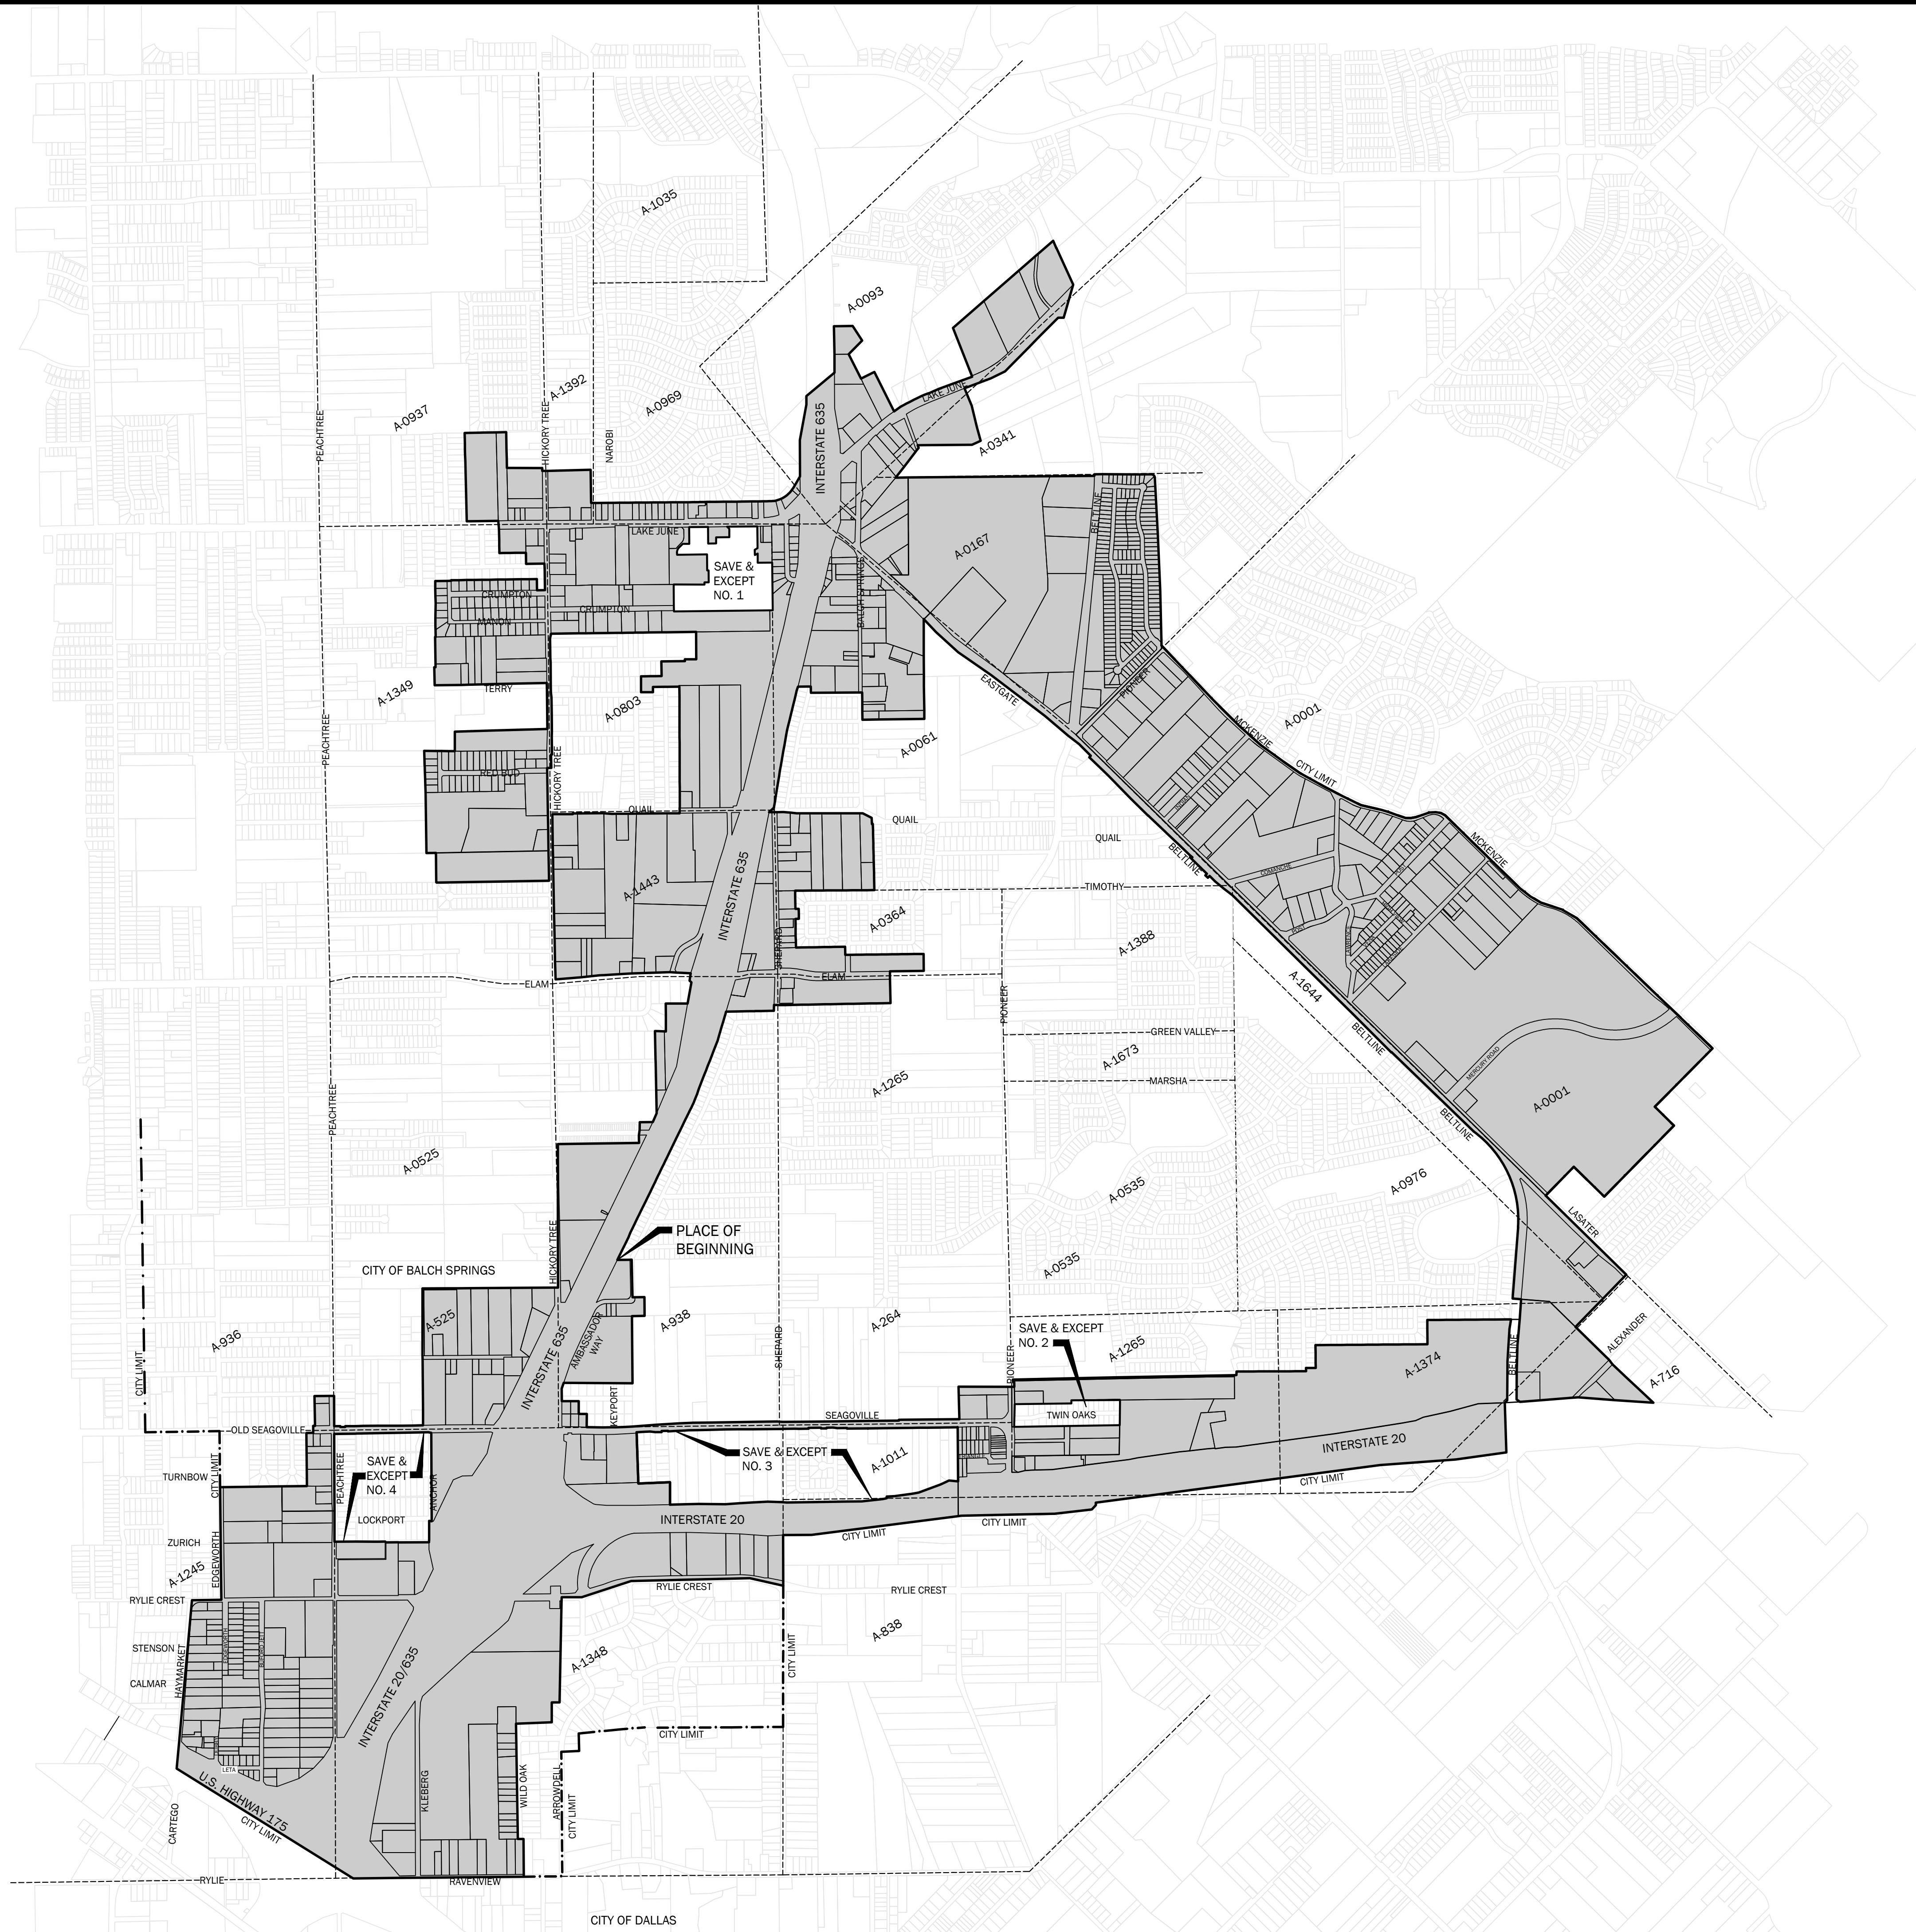 A-1035
A-0093
A-1392
A-0969
A-0937
PEACHTREE
HICKORY TREE
NAROBI
INTERSTATE 635
LAKE JUNE
A-0341
BELTLINE
LAKE JUNE
A-0167
SAVE &
EXCEPT
NO. 1
BALCH SPRINGS
CRUMPTON
CRUMPTON
MANON
TERRY
A-1349
A-0803
PIONEER
EASTGATE
MCKENZIE
A-0001
A-0061
PEACHTREE
HICKORY TREE
RED BUD
CITY LIMIT
QUAIL
QUAIL
QUAIL
BELTLINE
MCKENZIE
COMANCHE
A-1443
INTERSTATE 635
TIMOTHY
A-0364
A-1388
SHEPARD
ELAM
ELAM
A-1644
PIONEER
GREEN VALLEY
BELTLINE
A-1673
MARSHA
MERCURY ROAD
A-1265
A-0001
PEACHTREE
BELTLINE
A-0525
A-0535
A-0976
HICKORY TREE
PLACE OF
BEGINNING
LASATER
CITY OF BALCH SPRINGS
A-0535
A-525
A-938
A-264
A-936
INTERSTATE 635
AMBASSADOR
WAY
SHEPARD
SAVE & EXCEPT
NO. 2
PIONEER
A-1265
A-1374
BELTLINE
ALEXANDER
A-716
CITY LIMIT
KEYPORT
SEAGOVILLE
TWIN OAKS
OLD SEAGOVILLE
INTERSTATE 20
SAVE & EXCEPT
NO. 3
A-1011
TURNBOW
CITY LIMIT
PEACHTREE
SAVE &
EXCEPT
NO. 4
ANCHOR
CITY LIMIT
LOCKPORT
INTERSTATE 20
CITY LIMIT
CITY LIMIT
ZURICH
EDGEWORTH
A-1245
RYLIE CREST
RYLIE CREST
RYLIE CREST
STENSON
HAYMARKET
EDGEWORTH
CALMAR
INTERSTATE 20/635
A-1348
CITY LIMIT
A-838
CITY LIMIT
LETA
U.S. HIGHWAY 175
CITY LIMIT
CARTEGO
KLEBERG
WILD OAK
ARROWDELL
CITY LIMIT
RYLIE
RAVENVIEW
CITY OF DALLAS